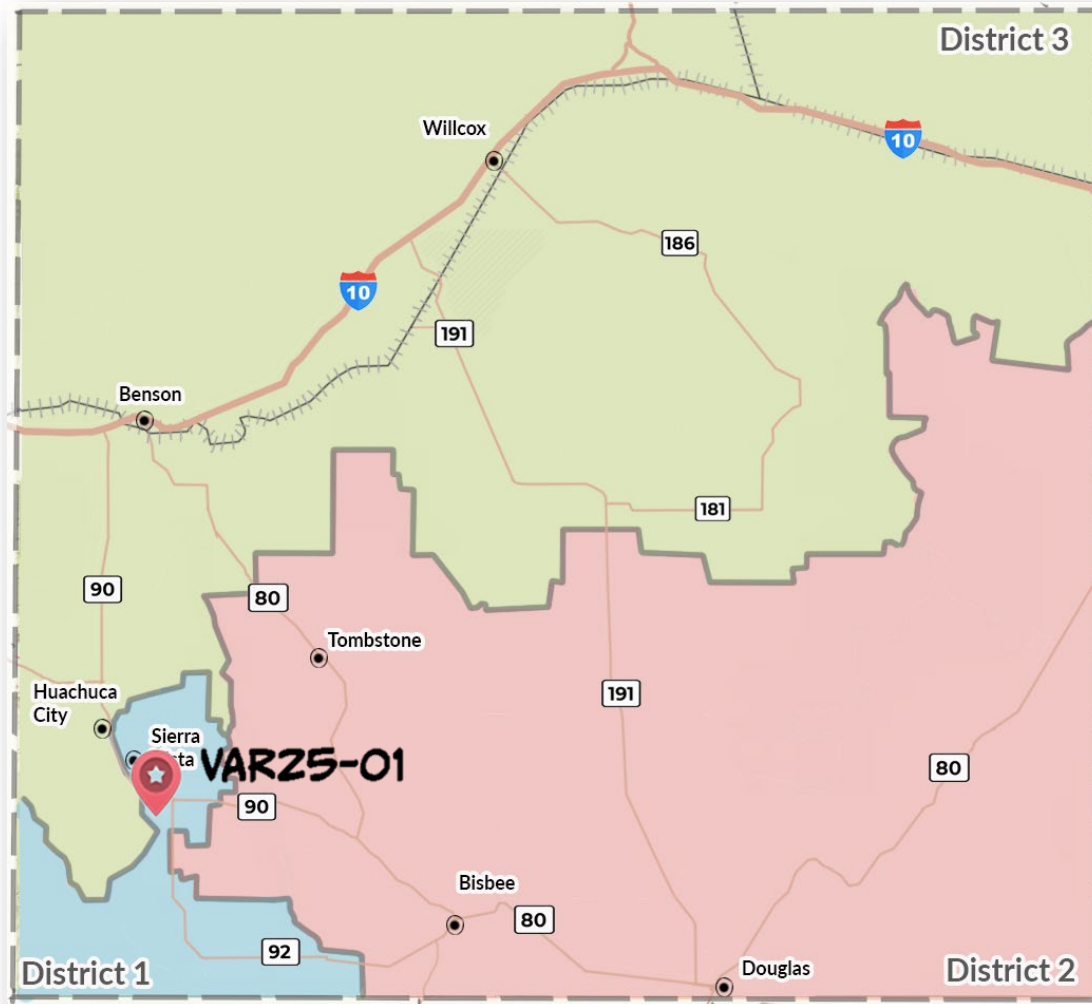 District 3
Willcox
10
10
186
191
Benson
181
90
80
Tombstone
Huachuca
City
191
Sierra
VAR25-01
80
90
Bisbee
80
92
District 1
Douglas
District 2